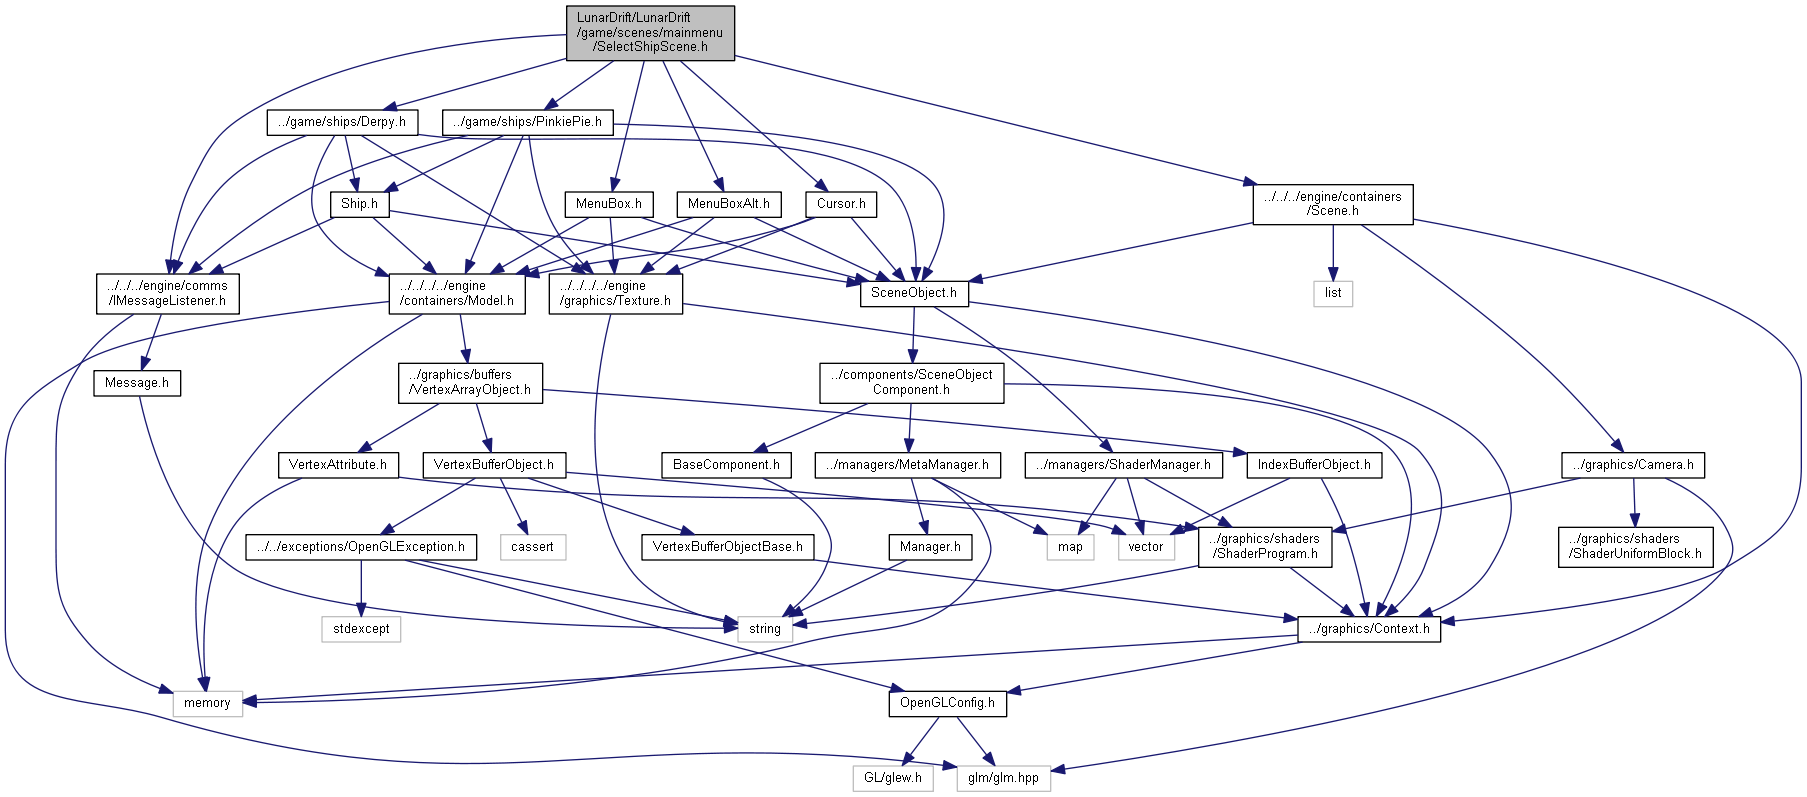 LunarDrift/LunarDrift
/game/scenes/mainmenu
/SelectShipScene.h
../game/ships/Derpy.h
../game/ships/PinkiePie.h
Ship.h
MenuBox.h
MenuBoxAlt.h
Cursor.h
../../../engine/containers
/Scene.h
../../../engine/comms
/IMessageListener.h
../../../../engine
/containers/Model.h
../../../../engine
/graphics/Texture.h
SceneObject.h
list
Message.h
../graphics/buffers
/VertexArrayObject.h
../components/SceneObject
Component.h
VertexAttribute.h
VertexBufferObject.h
BaseComponent.h
../managers/MetaManager.h
../managers/ShaderManager.h
IndexBufferObject.h
../graphics/Camera.h
../../exceptions/OpenGLException.h
cassert
VertexBufferObjectBase.h
Manager.h
map
vector
../graphics/shaders
/ShaderProgram.h
../graphics/shaders
/ShaderUniformBlock.h
stdexcept
string
../graphics/Context.h
memory
OpenGLConfig.h
GL/glew.h
glm/glm.hpp